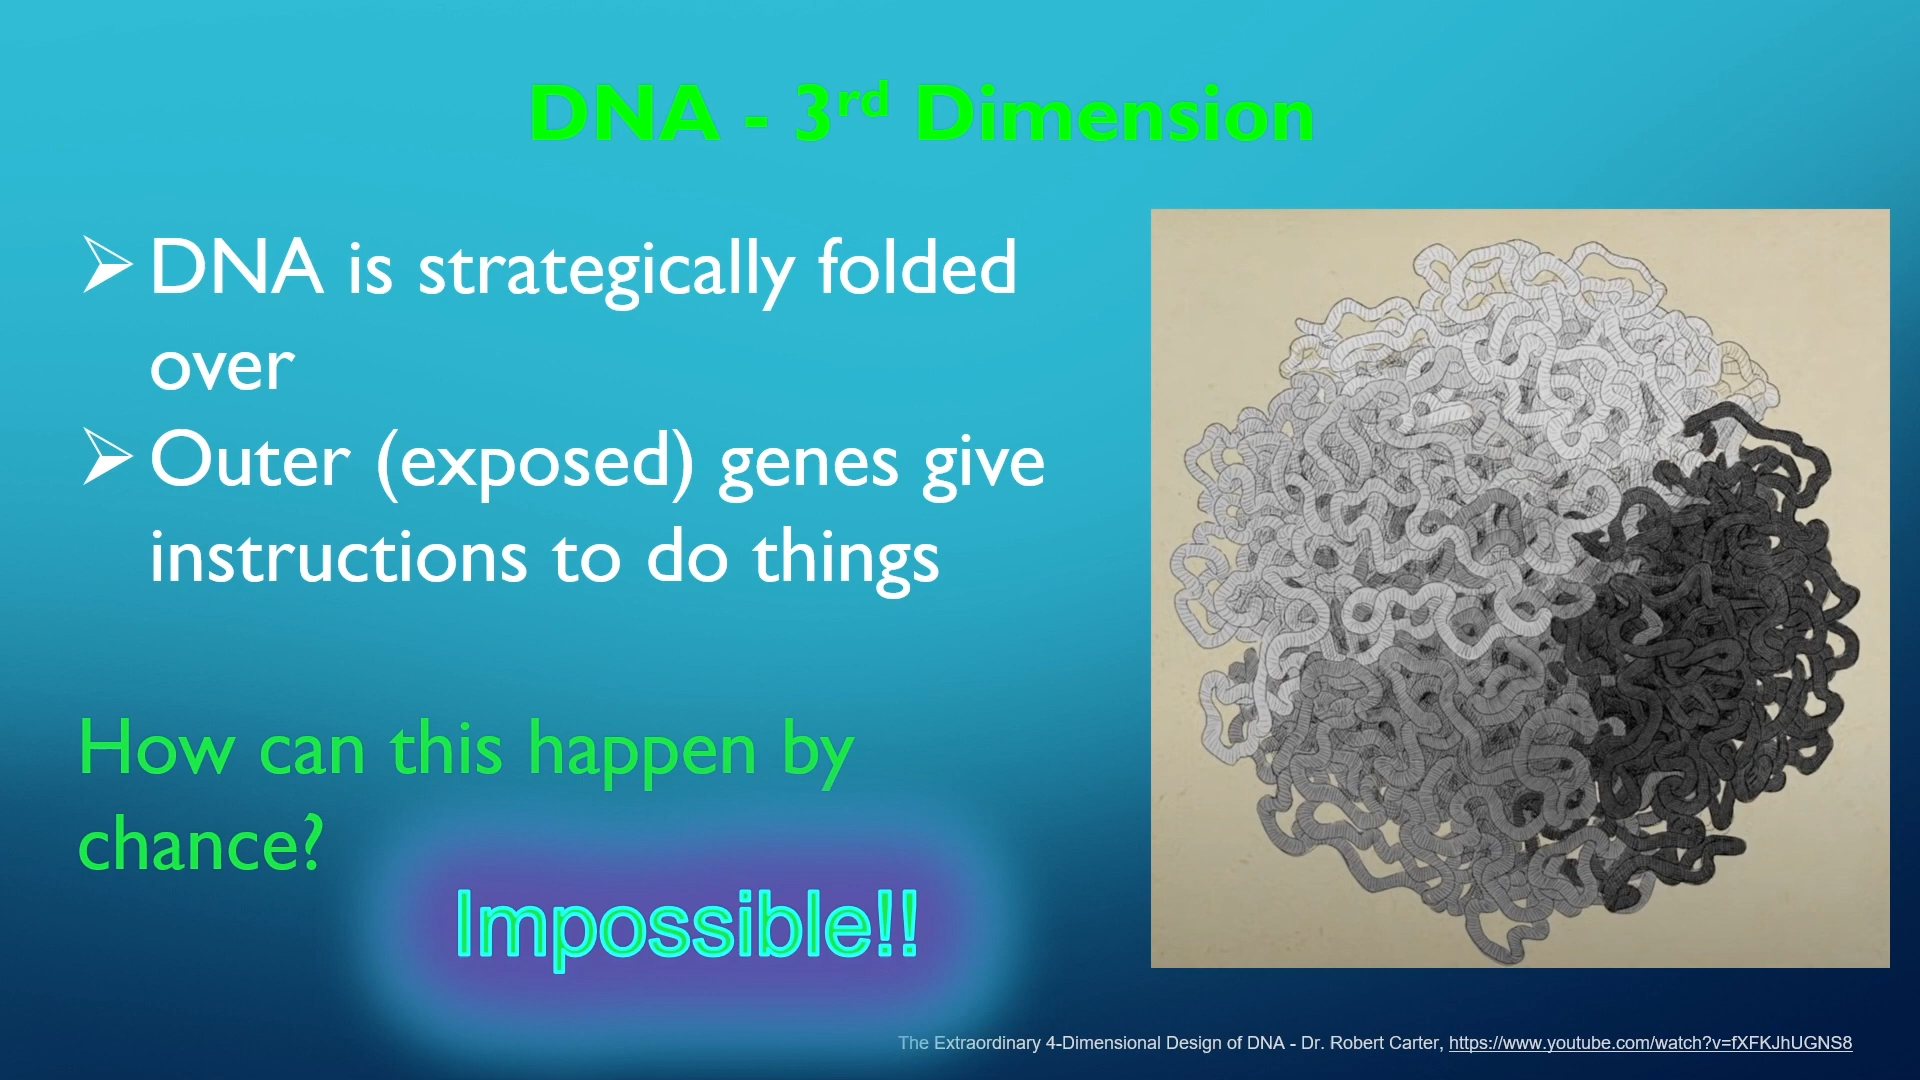 DNA - 3rd Dimension
➢ DNA is strategically folded
over
➢ Outer (exposed) genes give
instructions to do things
How can this happen by
chance?
Impossible!!
The Extraordinary 4-Dimensional Design of DNA - Dr. Robert Carter, https://www.youtube.com/watch?v=fXFKJhUGNS8